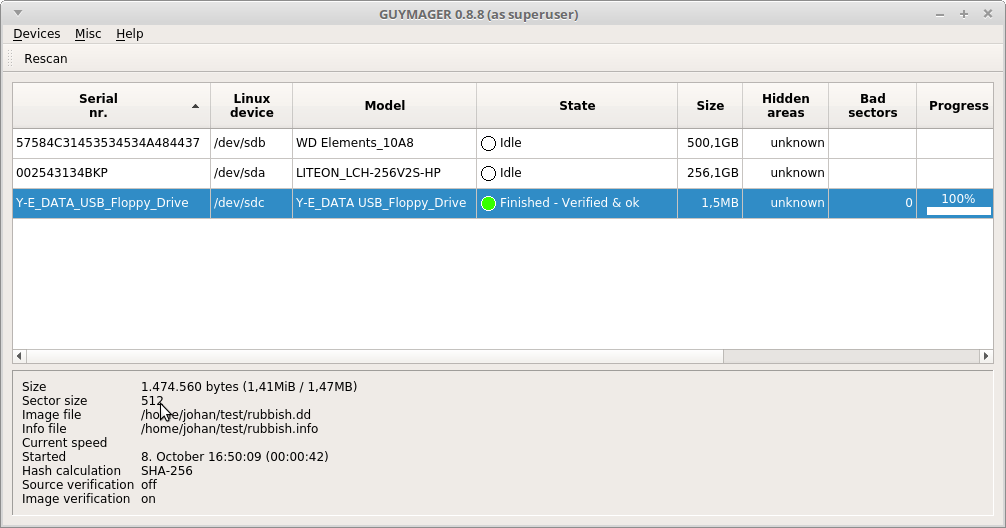 GUYMAGER 0.8.8 (as superuser)
Devices Misc Help
Rescan
Serial nr. Linux device Model State Size Hidden areas Bad sectors Progress
57584C31453534534A484437 /dev/sdb WD Elements_10A8 Idle 500,1GB unknown
002543134BKP /dev/sda LITEON_LCH-256V2S-HP Idle 256,1GB unknown
Y-E_DATA_USB_Floppy_Drive /dev/sdc Y-E_DATA USB_Floppy_Drive Finished - Verified & ok 1,5MB unknown 0 100%
Size 1.474.560 bytes (1,41MiB / 1,47MB)
Sector size 512
Image file /home/johan/test/rubbish.dd
Info file /home/johan/test/rubbish.info
Current speed
Started 8. October 16:50:09 (00:00:42)
Hash calculation SHA-256
Source verification off
Image verification on